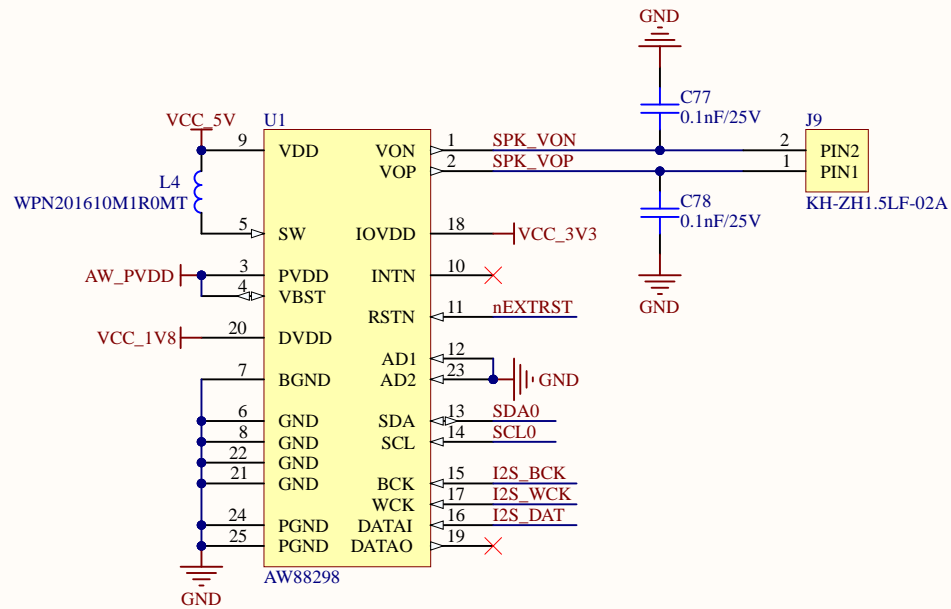 GND
C77
0.1nF/25V
VCC_5V
U1
J9
9 VDD VON 1 SPK_VON 2 PIN2
VOP 2 SPK_VOP 1 PIN1
L4
WPN201610M1R0MT
C78
0.1nF/25V
KH-ZH1.5LF-02A
5 SW IOVDD 18 VCC_3V3
AW_PVDD 3 PVDD INTN 10
4 VBST
GND
RSTN 11 nEXTRST
VCC_1V8 20 DVDD
AD1 12
7 BGND AD2 23 GND
6 GND SDA 13 SDA0
8 GND SCL 14 SCL0
22 GND
21 GND BCK 15 I2S_BCK
WCK 17 I2S_WCK
24 PGND DATAI 16 I2S_DAT
25 PGND DATAO 19
AW88298
GND